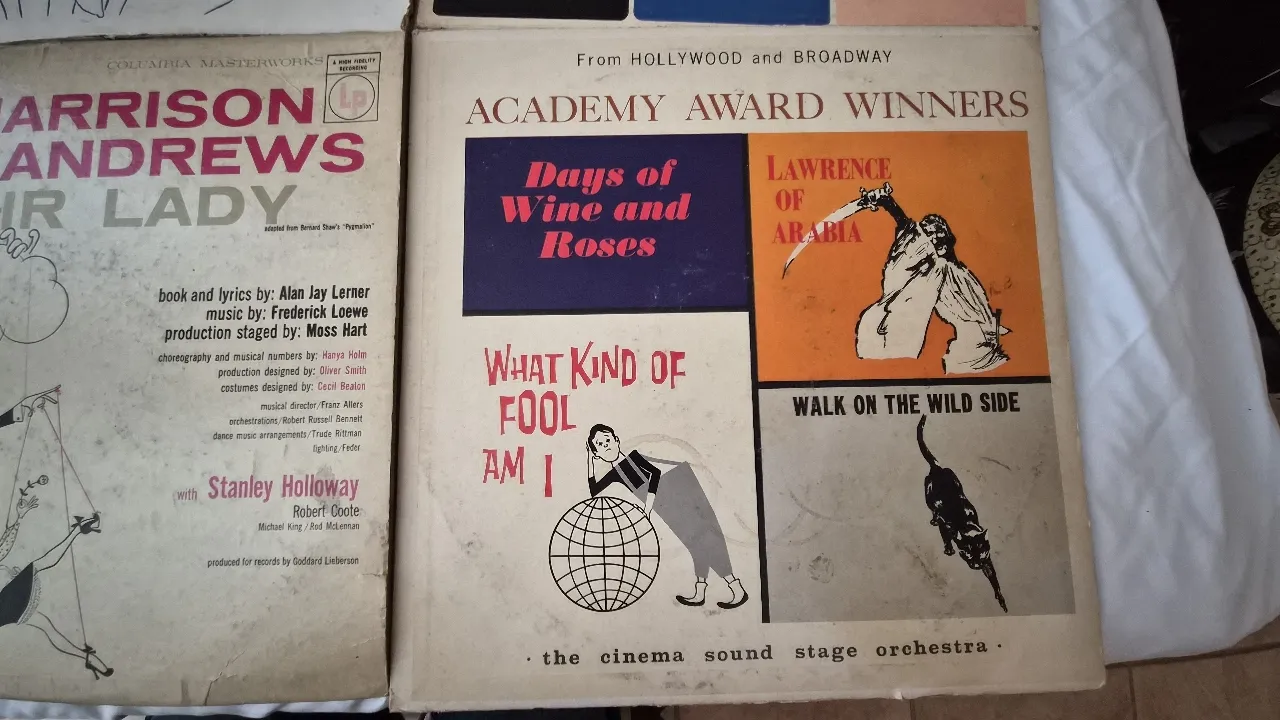 COLUMBIA MASTERWORKS
A HIGH FIDELITY
RECORDING
Lp
ARRISON
ANDREWS
IR LADY
adapted from Bernard Shaw's "Pygmalion"
book and lyrics by: Alan Jay Lerner
music by: Frederick Loewe
production staged by: Moss Hart
choreography and musical numbers by: Hanya Holm
production designed by: Oliver Smith
costumes designed by: Cecil Beaton
musical director/Franz Allers
orchestrations/Robert Russell Bennett
dance music arrangements/Trude Rittman
lighting/Feder
with Stanley Holloway
Robert Coote
Michael King / Rod McLennan
produced for records by Goddard Lieberson
From HOLLYWOOD and BROADWAY
ACADEMY AWARD WINNERS
Days of
Wine and
Roses
LAWRENCE
OF
ARABIA
WHAT KIND OF
FOOL
AM I
WALK ON THE WILD SIDE
· the cinema sound stage orchestra ·